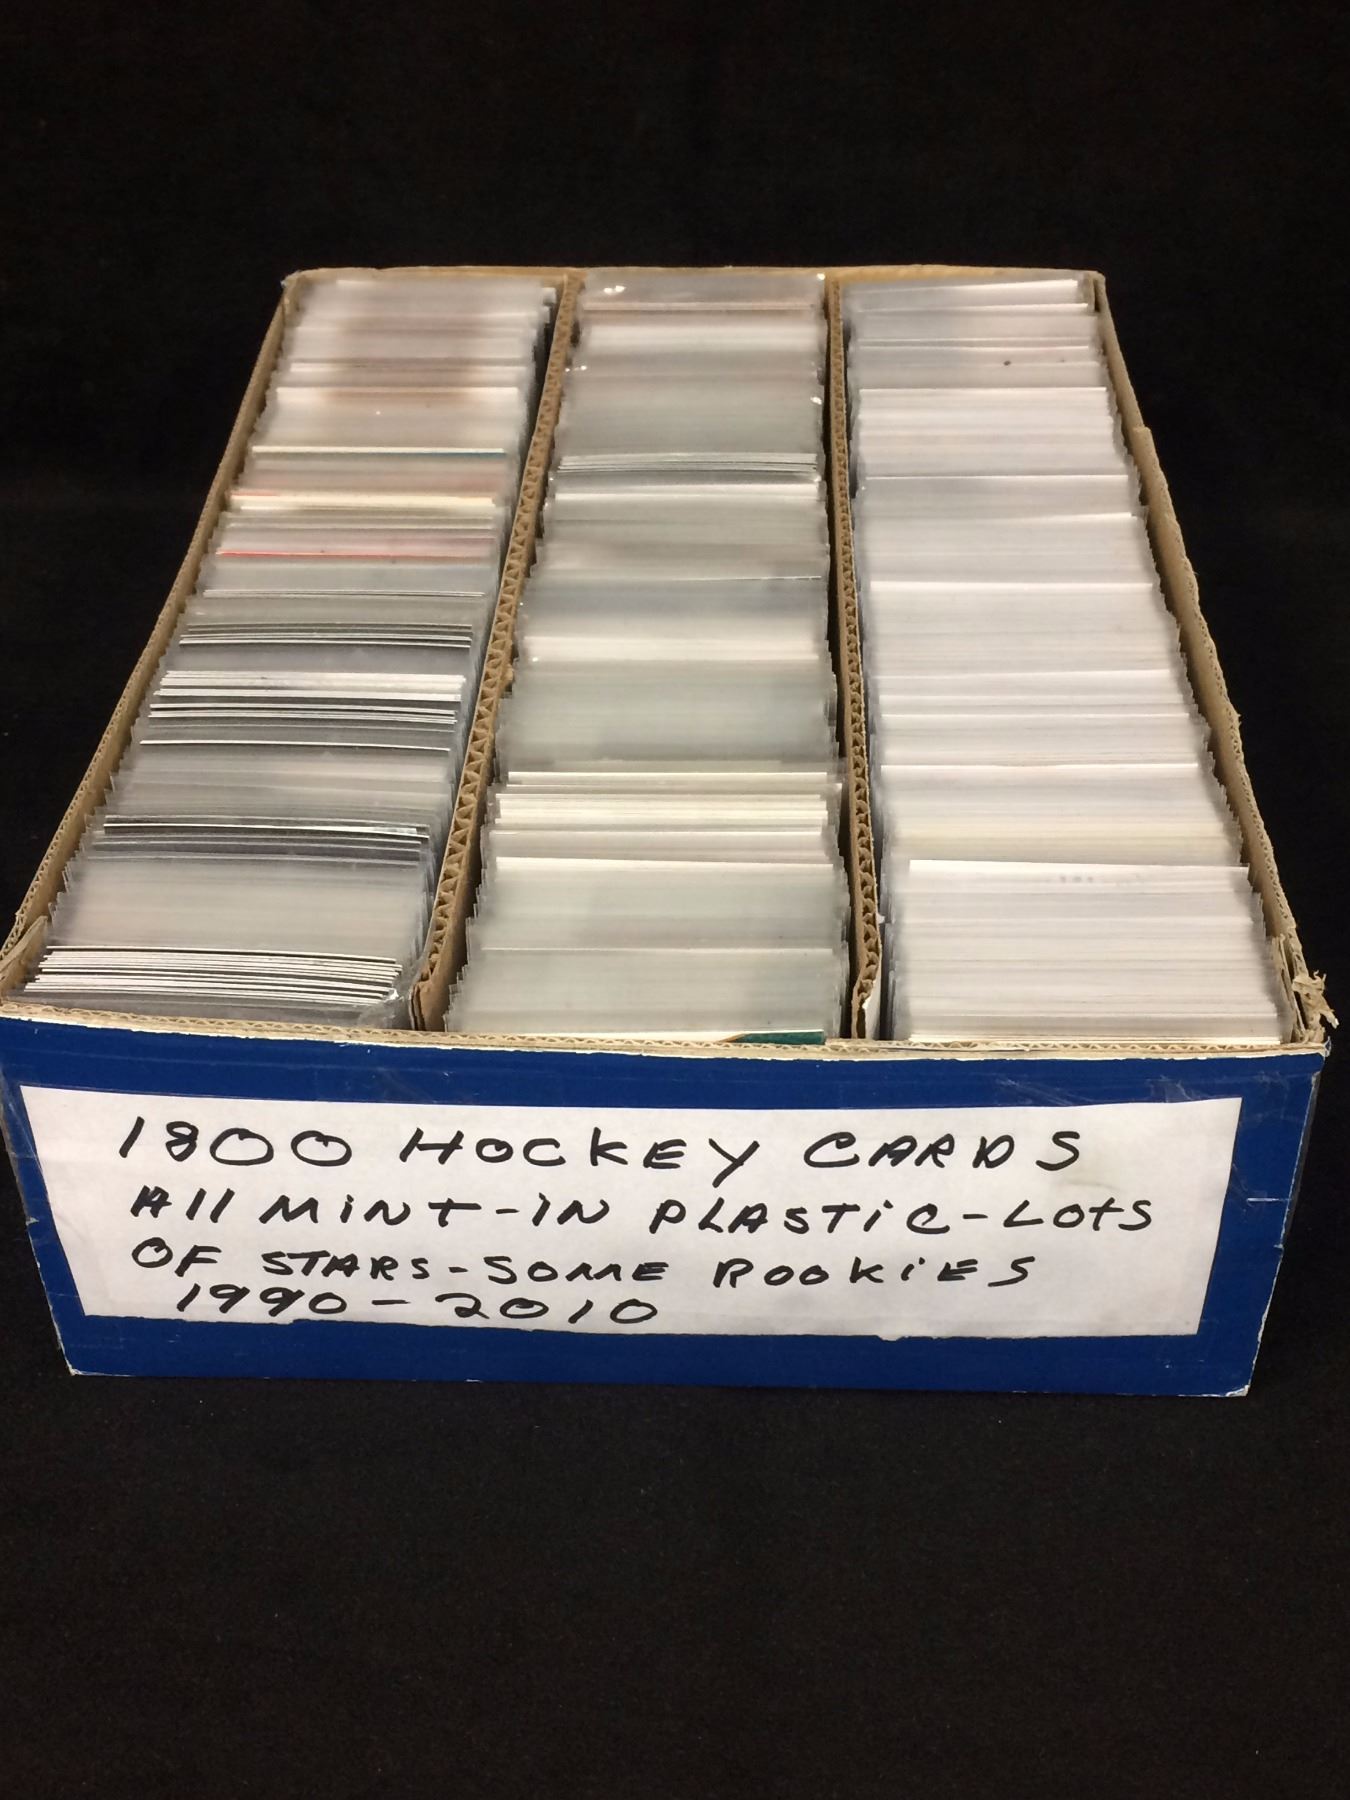 1800 HOCKEY CARDS
All MiNT-IN PLASTIC-LOTS
OF STARS-SOME ROOKIES
1990-2010